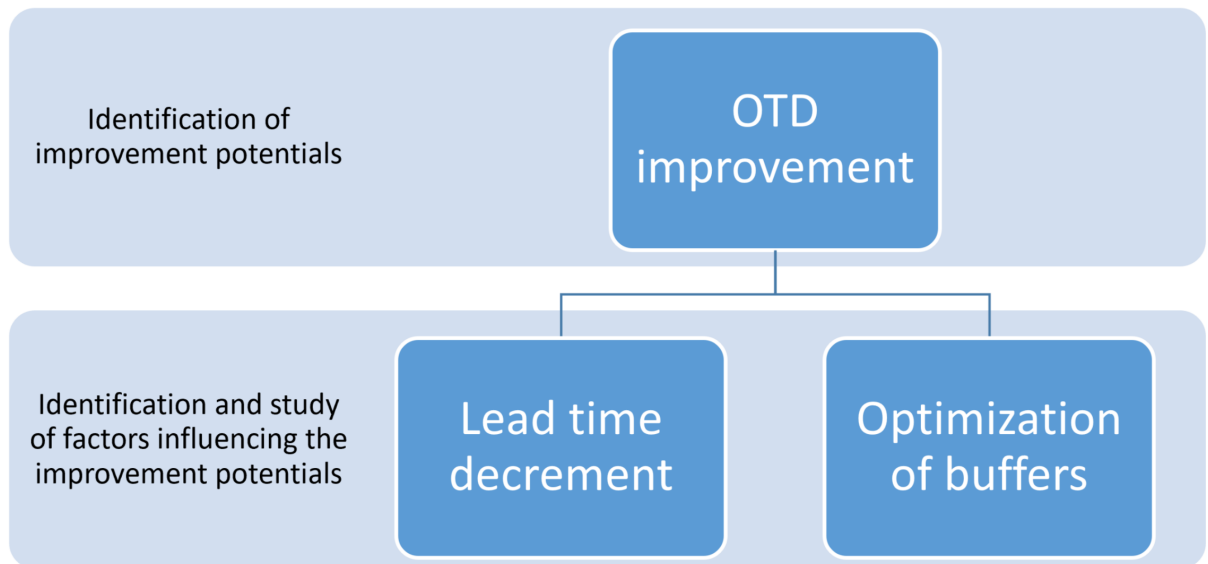 Identification of
improvement potentials
OTD
improvement
Identification and study
of factors influencing the
improvement potentials
Lead time
decrement
Optimization
of buffers